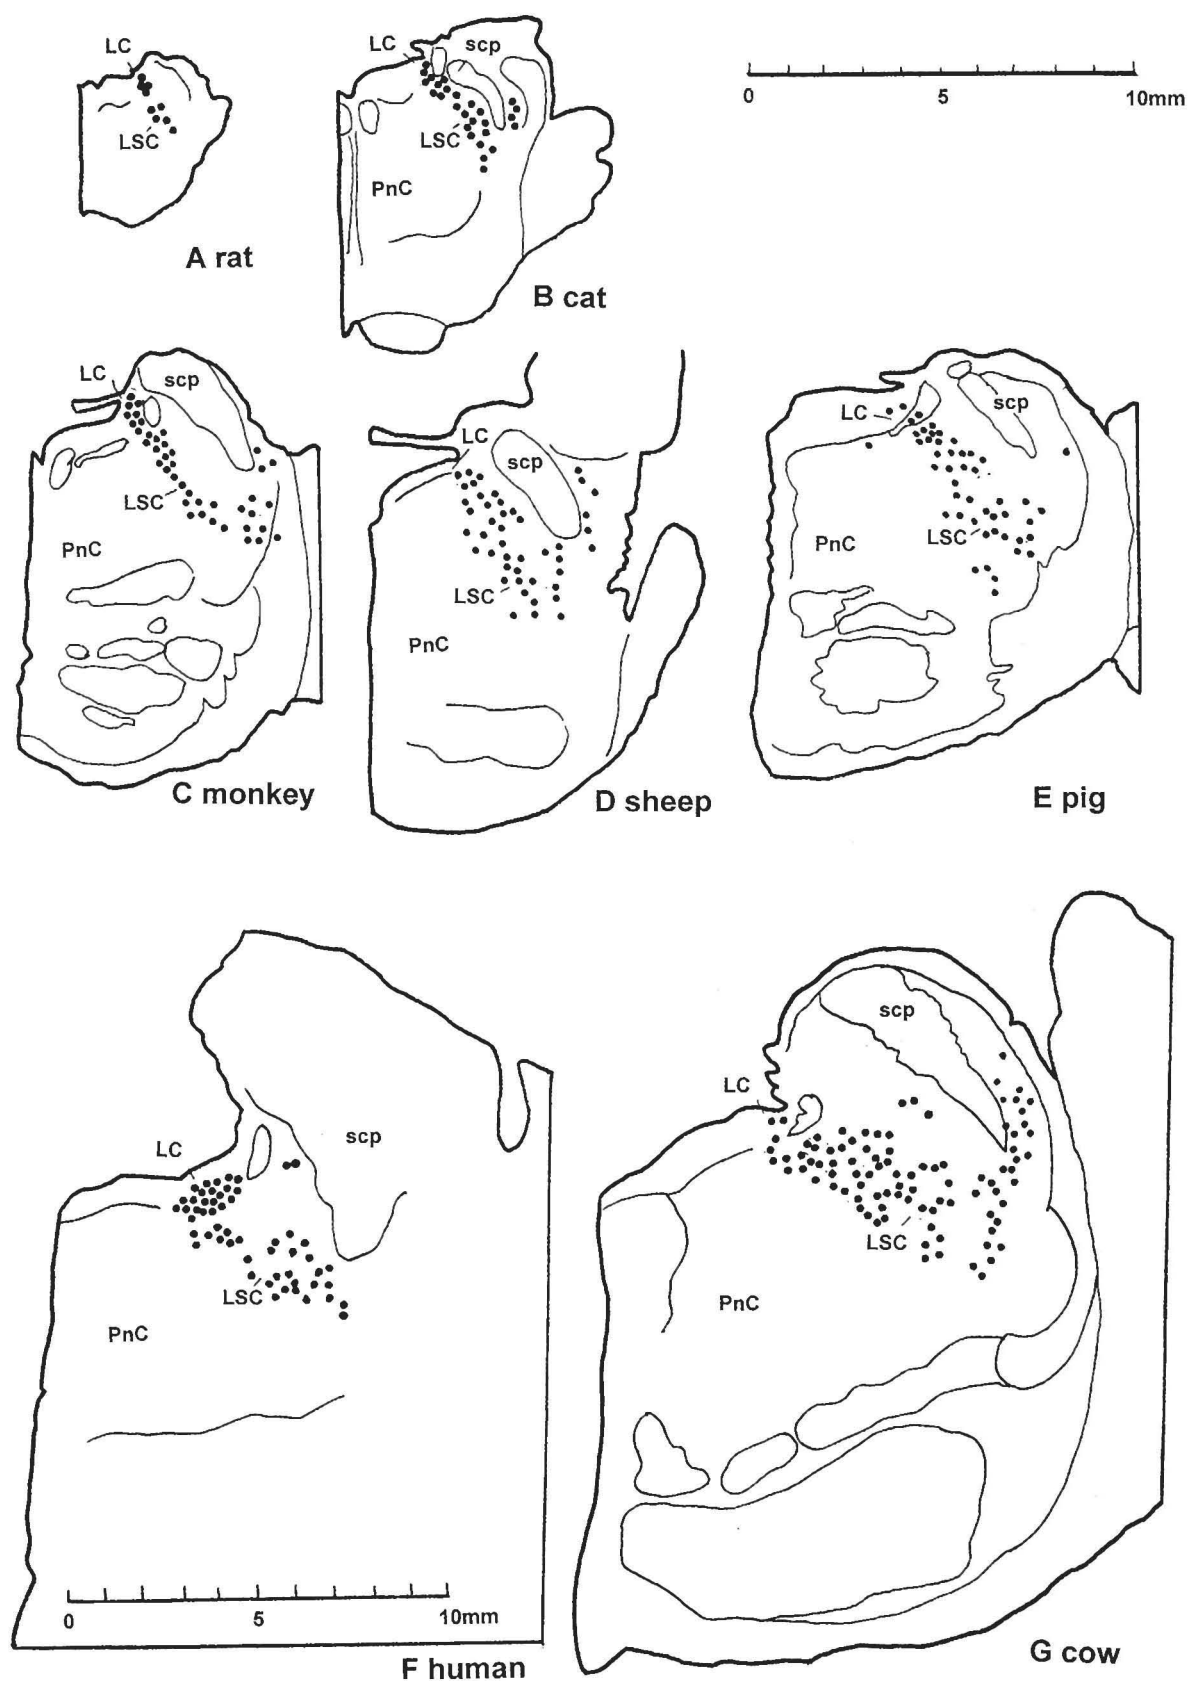 LC
LSC
A rat
LC
scp
LSC
PnC
B cat
0 5 10mm
LC
scp
LSC
PnC
C monkey
LC
scp
LSC
PnC
D sheep
LC
scp
LSC
PnC
E pig
LC
scp
LSC
PnC
0 5 10mm
F human
scp
LC
LSC
PnC
G cow